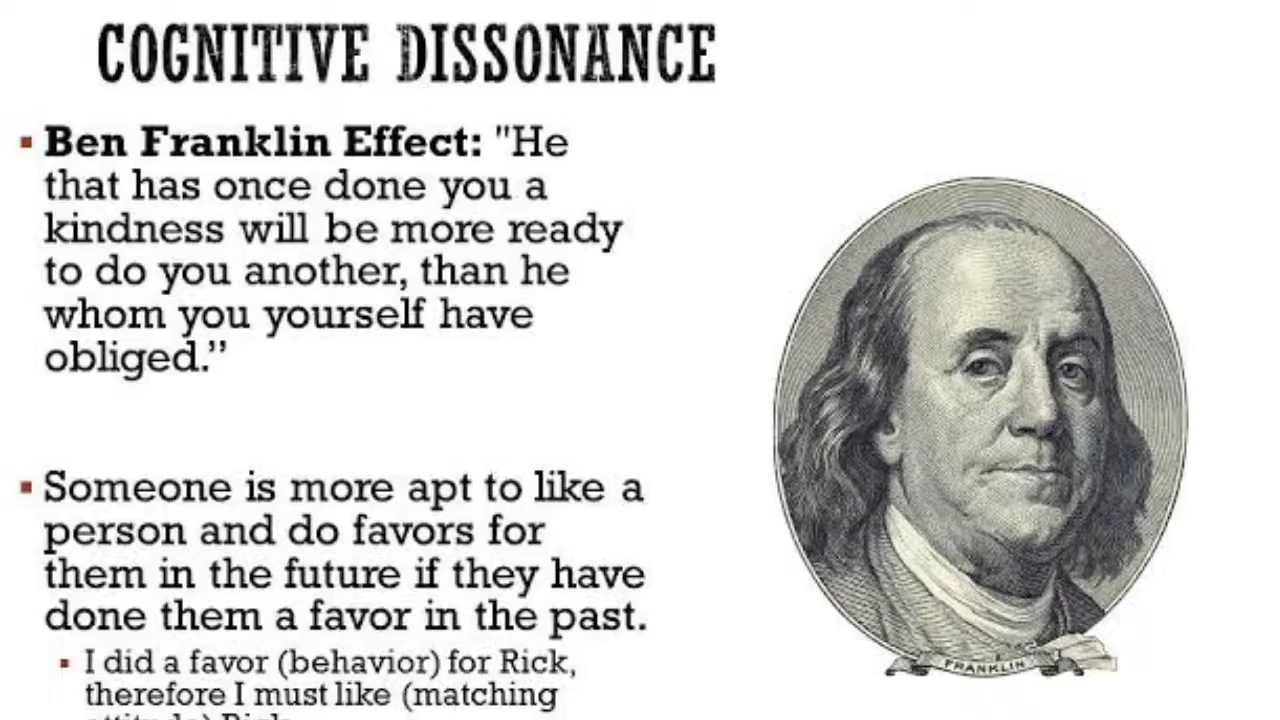 COGNITIVE DISSONANCE
▪ Ben Franklin Effect: "He
that has once done you a
kindness will be more ready
to do you another, than he
whom you yourself have
obliged.”
▪ Someone is more apt to like a
person and do favors for
them in the future if they have
done them a favor in the past.
▪ I did a favor (behavior) for Rick,
therefore I must like (matching
FRANKLIN